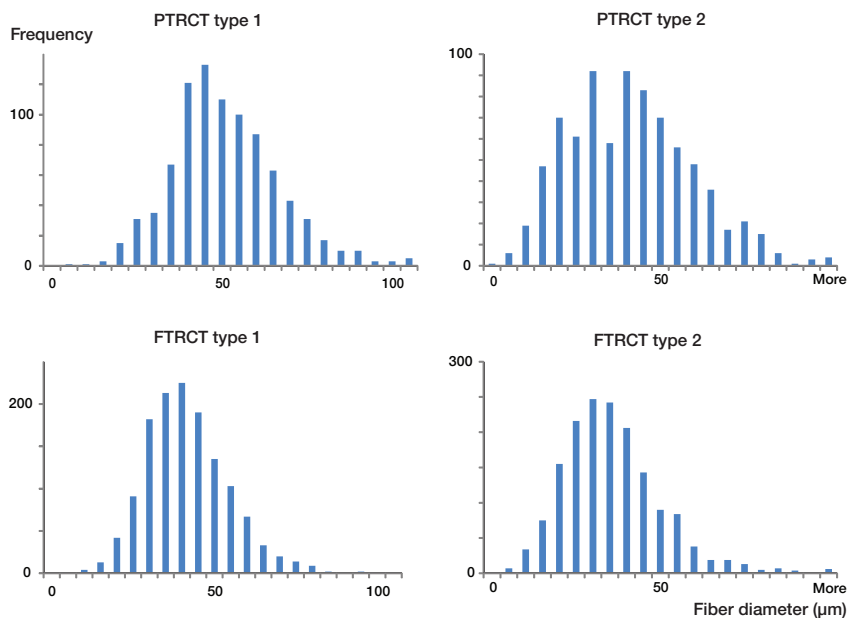 PTRCT type 1
PTRCT type 2
Frequency
100
100
0
0
0 50 100
0 50 More
FTRCT type 1
FTRCT type 2
200
300
0
0
0 50 100
0 50 More
Fiber diameter (µm)